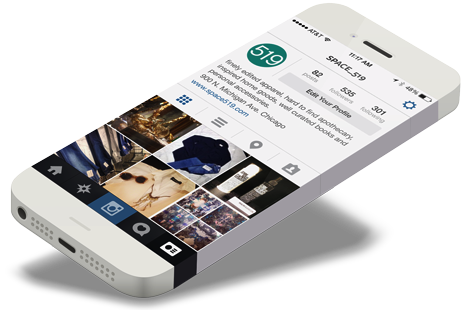 AT&T
11:17 AM
46%
SPACE_519
519
82
posts
535
followers
301
following
Edit Your Profile
finely edited apparel, hard to find apothecary,
inspired home goods, well curated books and
personal accessories.
900 N. Michigan Ave. Chicago
www.space519.com